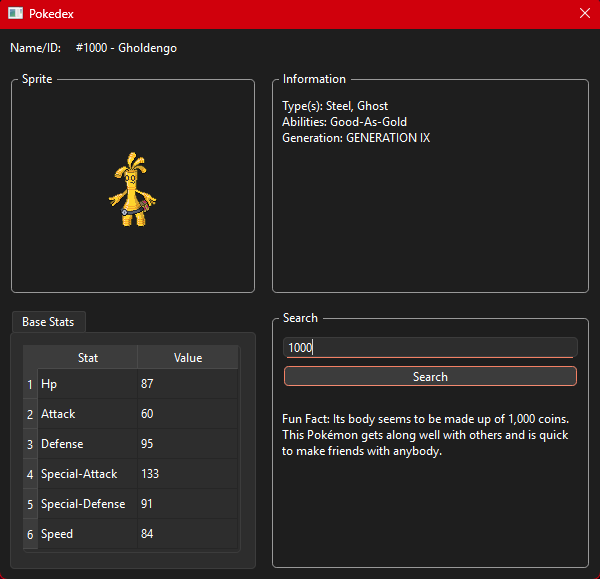 Pokedex
Name/ID: #1000 - Gholdengo
Sprite
Information
Type(s): Steel, Ghost
Abilities: Good-As-Gold
Generation: GENERATION IX
Base Stats
Stat Value
1 Hp 87
2 Attack 60
3 Defense 95
4 Special-Attack 133
5 Special-Defense 91
6 Speed 84
Search
1000
Search
Fun Fact: Its body seems to be made up of 1,000 coins.
This Pokémon gets along well with others and is quick
to make friends with anybody.